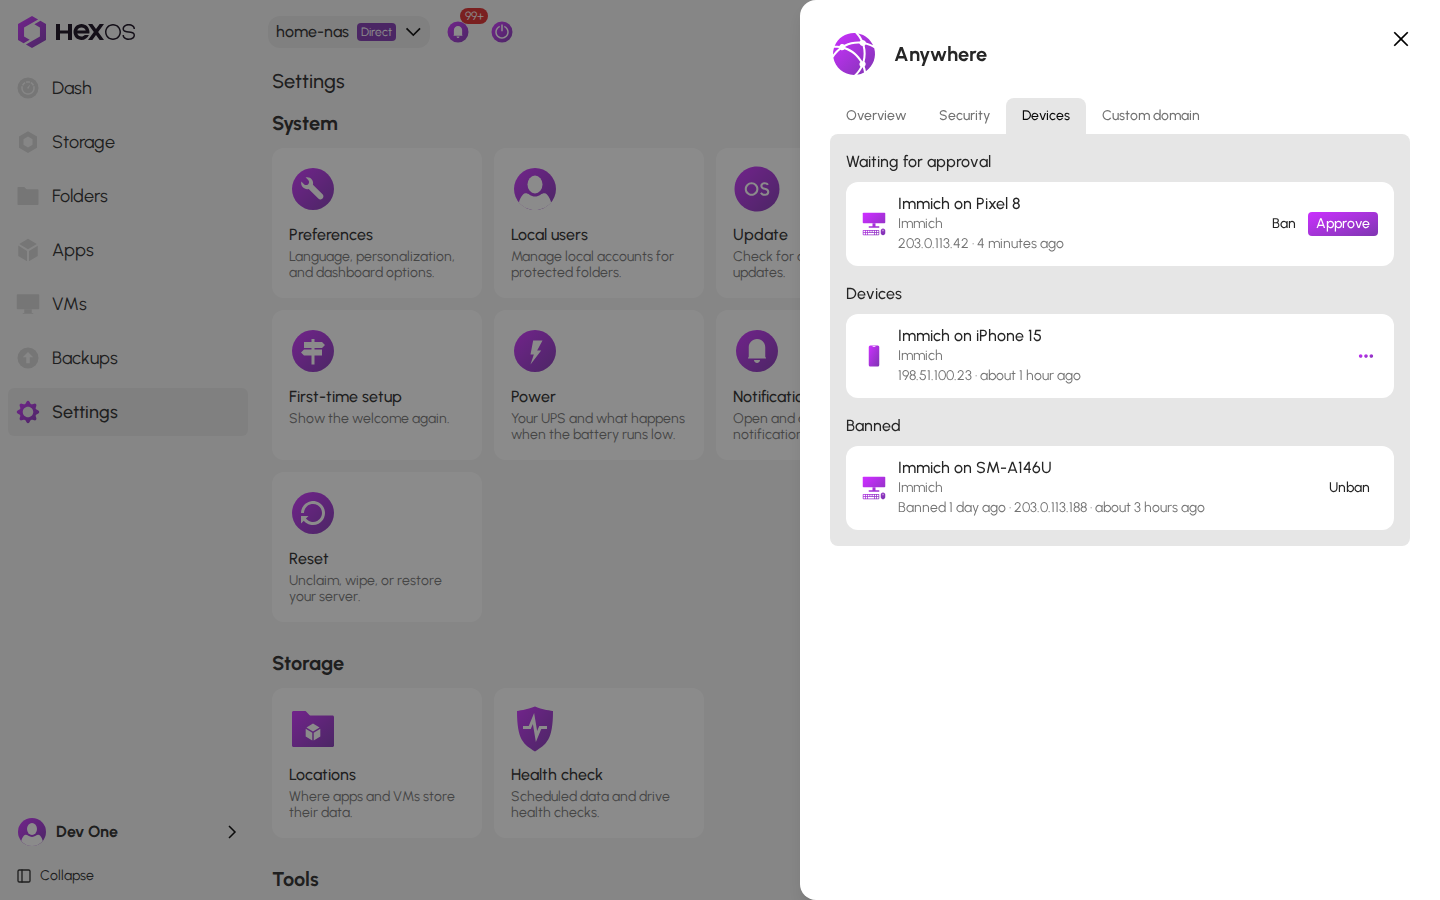 HexOS
home-nas Direct
99+
Dash
Storage
Folders
Apps
VMs
Backups
Settings
Dev One
Collapse
Settings
System
Preferences
Language, personalization,
and dashboard options.
Local users
Manage local accounts for
protected folders.
OS
Update
Check for
updates.
First-time setup
Show the welcome again.
Power
Your UPS and what happens
when the battery runs low.
Open and
Reset
Unclaim, wipe, or restore
your server.
Storage
Locations
Where apps and VMs store
their data.
Health check
Scheduled data and drive
health checks.
Tools
Anywhere
Overview
Security
Devices
Custom domain
Waiting for approval
Immich on Pixel 8
Immich
203.0.113.42 · 4 minutes ago
Ban
Approve
Devices
Immich on iPhone 15
Immich
198.51.100.23 · about 1 hour ago
Banned
Immich on SM-A146U
Immich
Banned 1 day ago · 203.0.113.188 · about 3 hours ago
Unban